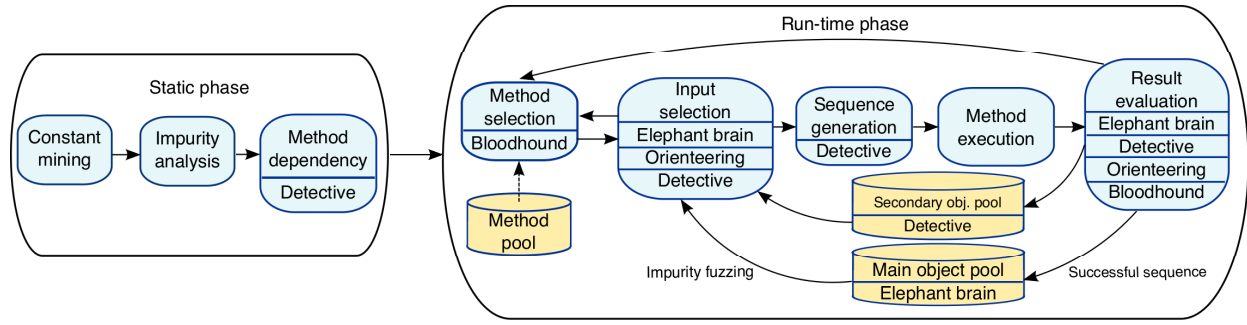 Static phase
Constant
mining
Impurity
analysis
Method
dependency
Detective
Run-time phase
Method
selection
Bloodhound
Method
pool
Input
selection
Elephant brain
Orienteering
Detective
Sequence
generation
Detective
Method
execution
Result
evaluation
Elephant brain
Detective
Orienteering
Bloodhound
Secondary obj. pool
Detective
Main object pool
Elephant brain
Impurity fuzzing
Successful sequence